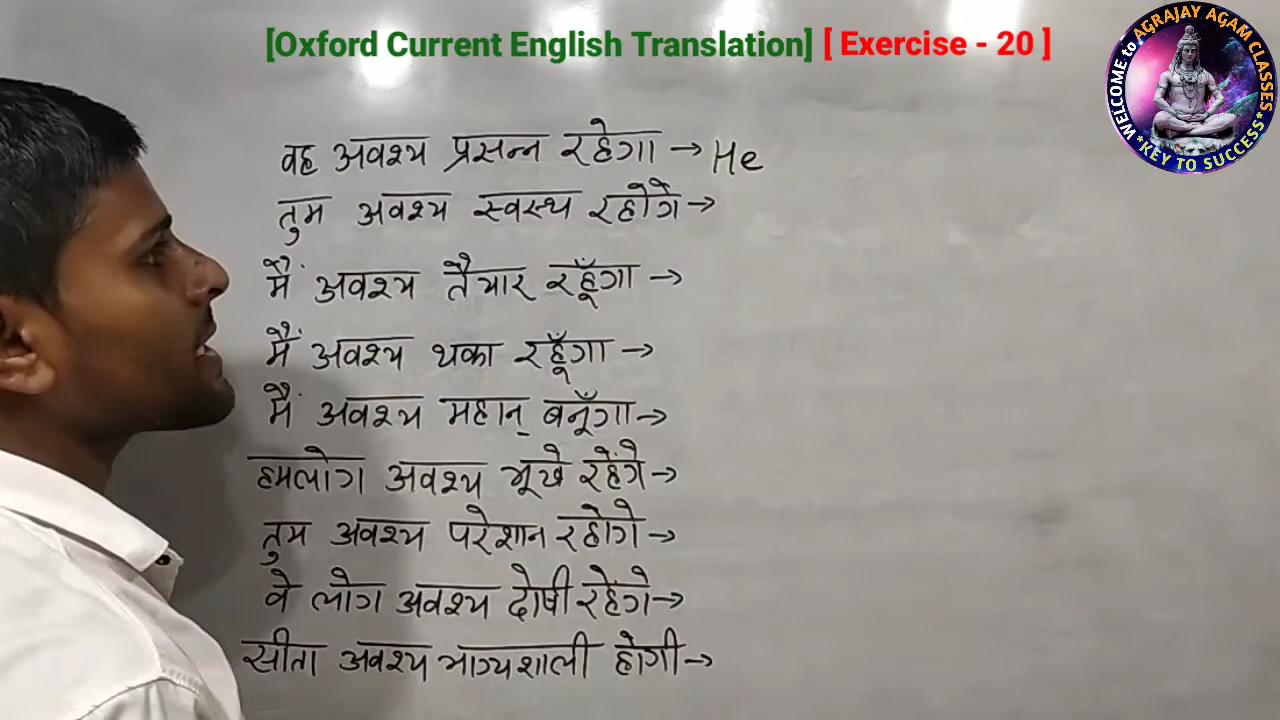 [Oxford Current English Translation] [ Exercise - 20 ]
WELCOME to AGRAJAY AGAM CLASSES
*KEY TO SUCCESS*
वह अवश्य प्रसन्न रहेगा → He
तुम अवश्य स्वस्थ रहोगे →
मैं अवश्य तैयार रहूँगा →
मैं अवश्य थका रहूँगा →
मैं अवश्य महान् बनूँगा →
हमलोग अवश्य भूखे रहेंगे →
तुम अवश्य परेशान रहोगे →
वे लोग अवश्य दोषी रहेंगे →
सीता अवश्य भाग्यशाली होगी →